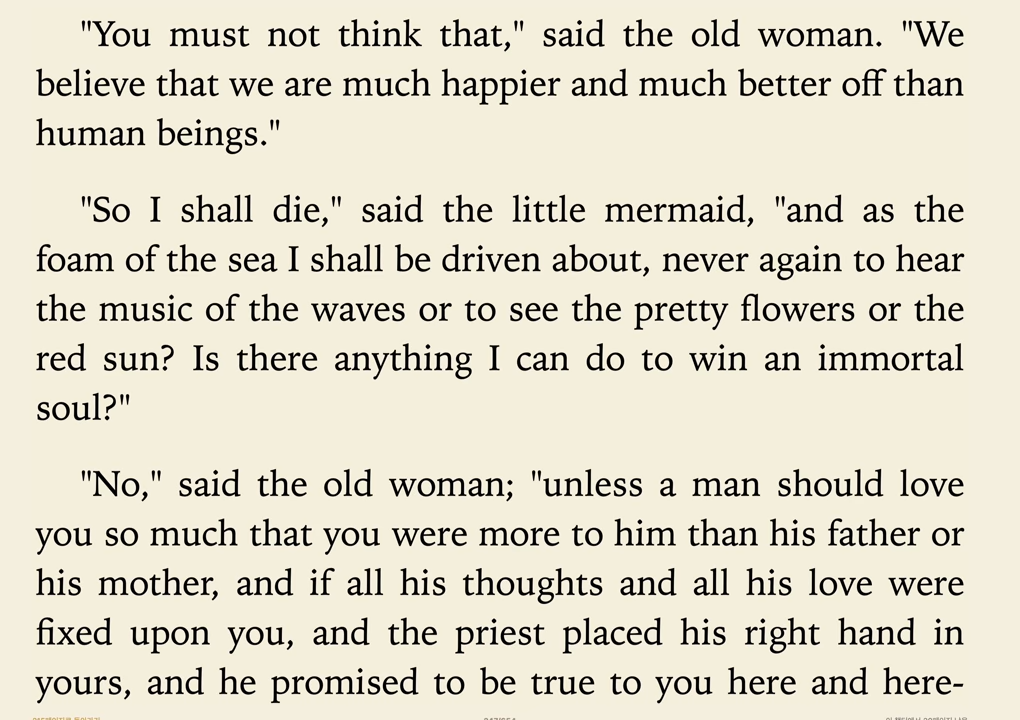 "You must not think that," said the old woman. "We
believe that we are much happier and much better off than
human beings."
"So I shall die," said the little mermaid, "and as the
foam of the sea I shall be driven about, never again to hear
the music of the waves or to see the pretty flowers or the
red sun? Is there anything I can do to win an immortal
soul?"
"No," said the old woman; "unless a man should love
you so much that you were more to him than his father or
his mother, and if all his thoughts and all his love were
fixed upon you, and the priest placed his right hand in
yours, and he promised to be true to you here and here-